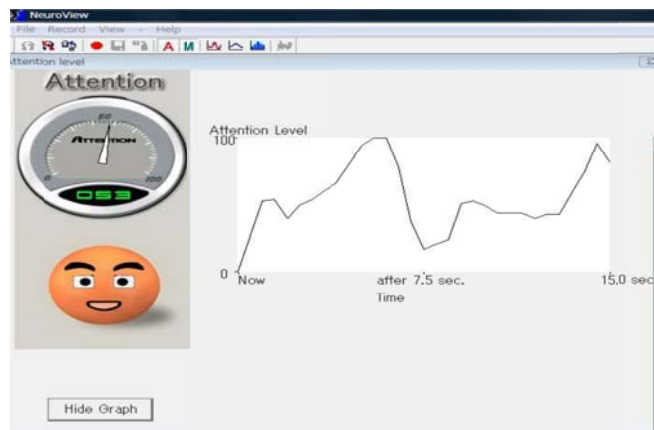 NeuroView
File Record View - Help
A M
ttention level
Attention
50
ATTENTION
0 100
053
Attention Level
100
0
Now after 7.5 sec. 15.0 sec
Time
Hide Graph